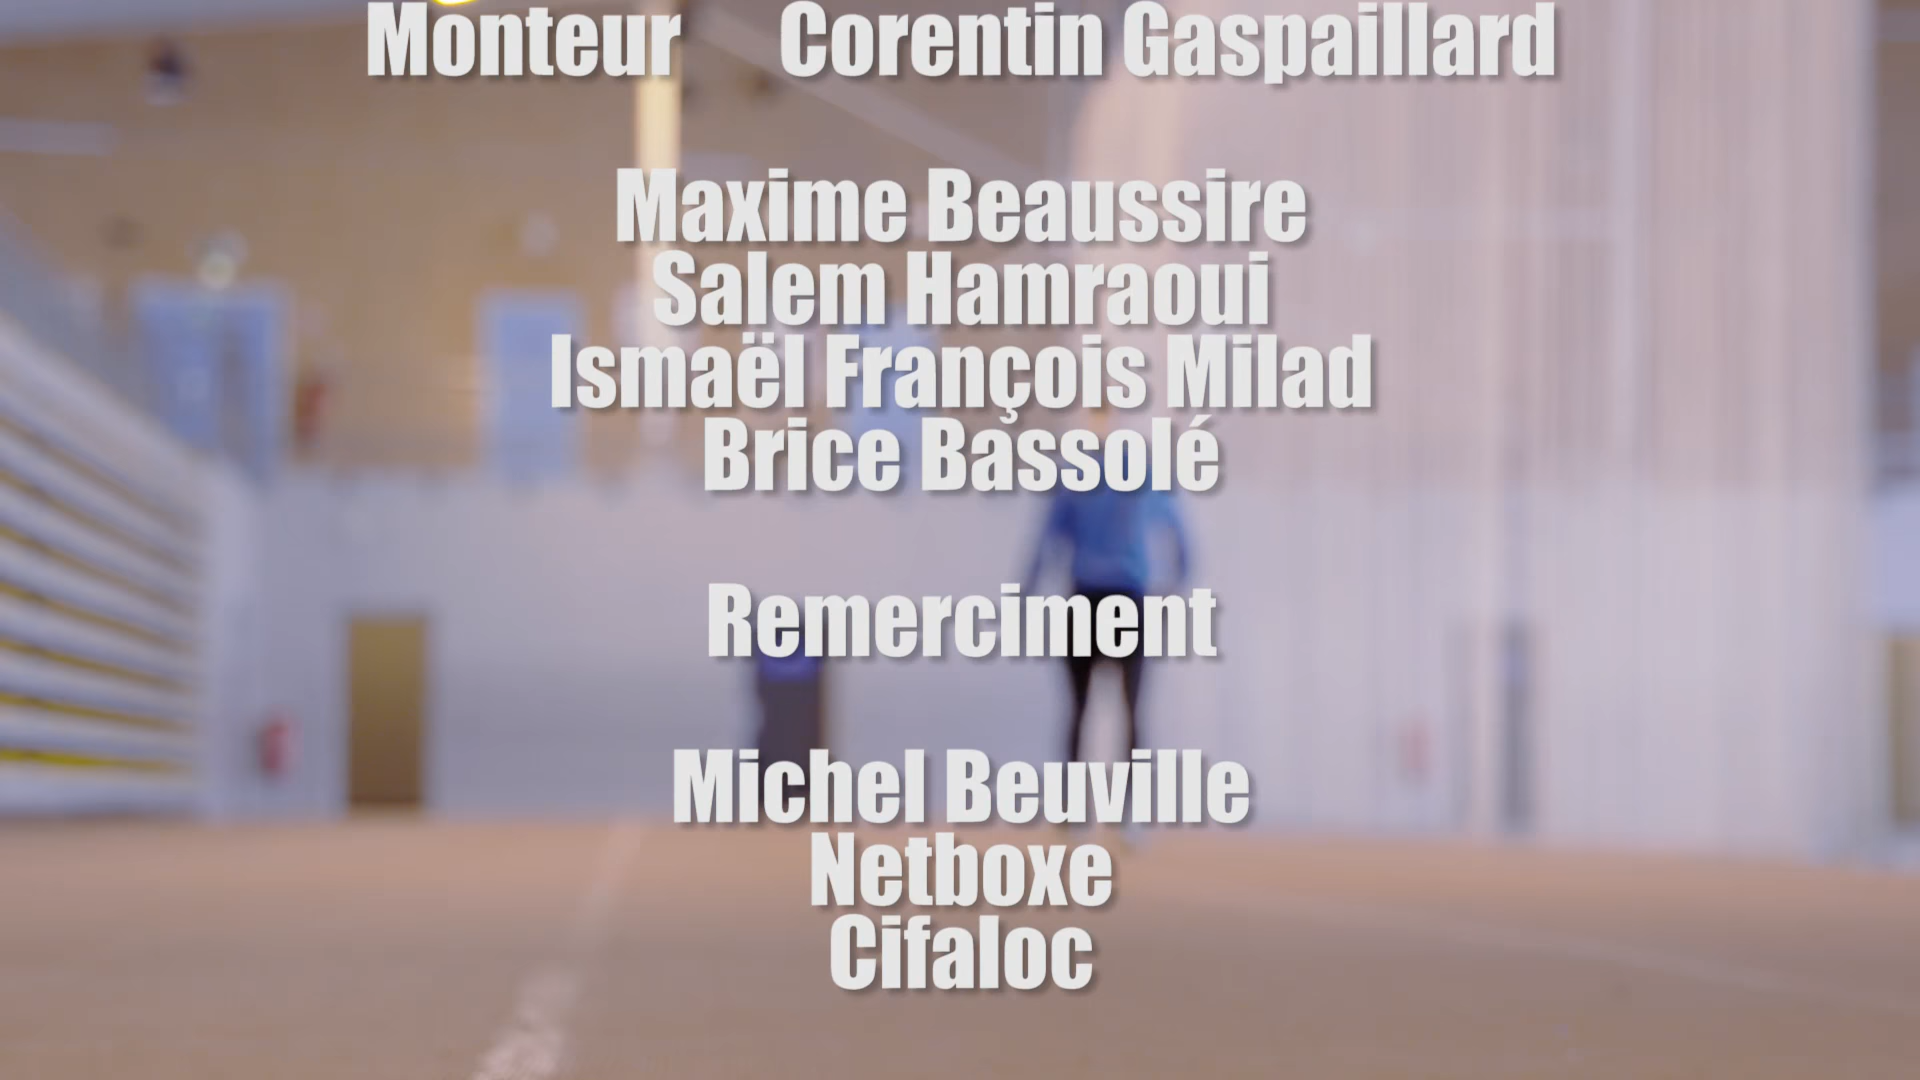 Monteur Corentin Gaspaillard
Maxime Beaussire
Salem Hamraoui
Ismaël François Milad
Brice Bassolé
Remerciment
Michel Beuville
Netboxe
Cifaloc